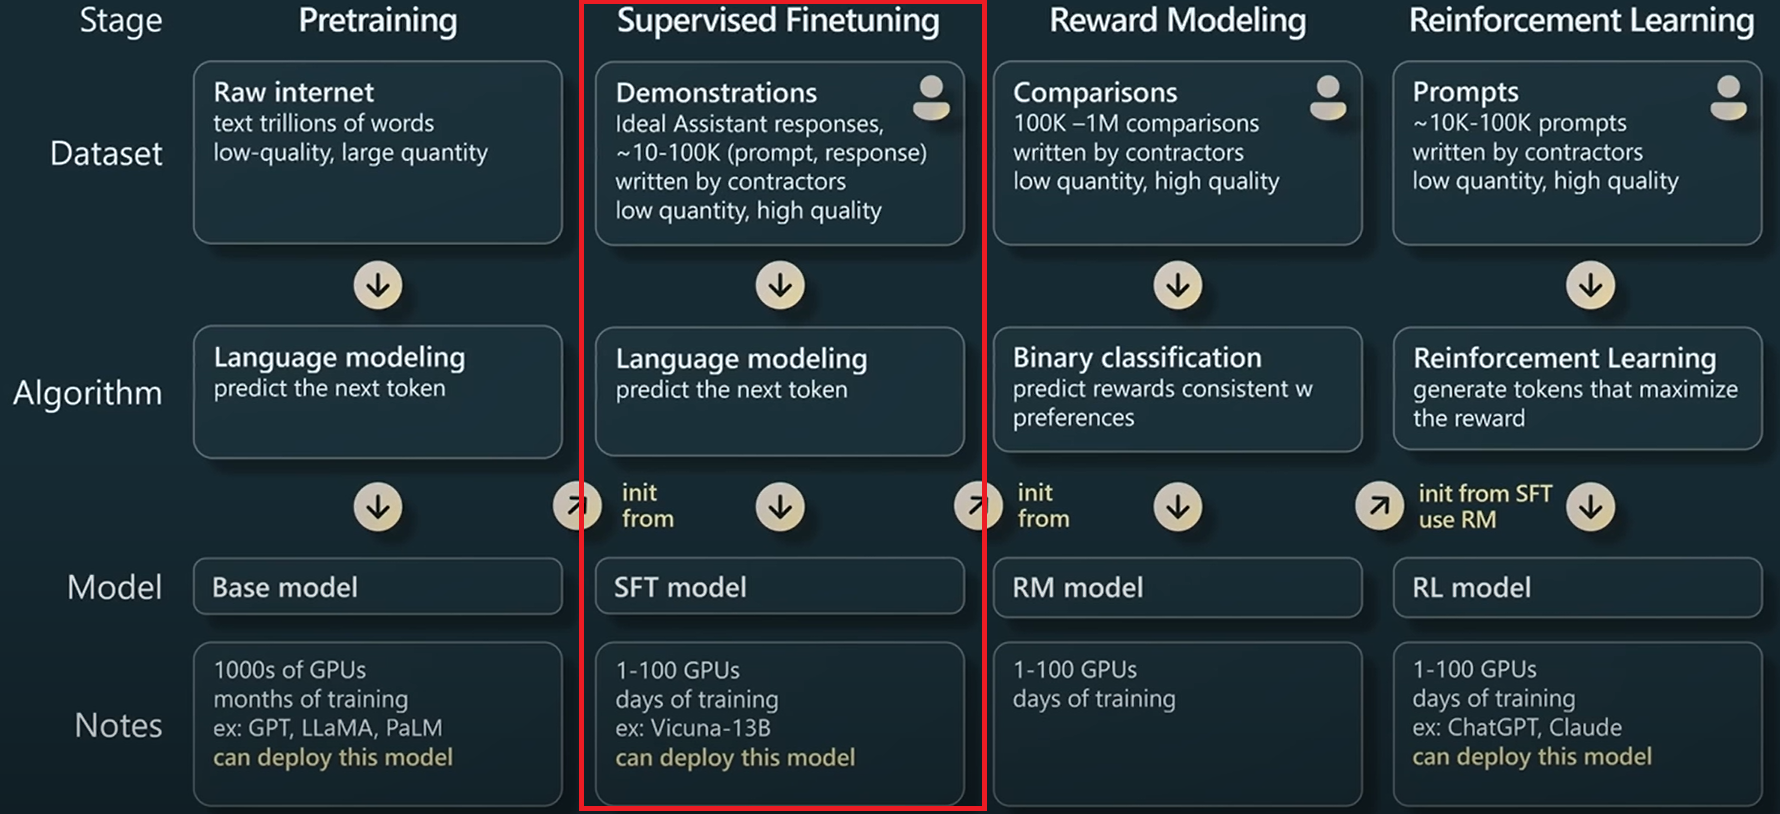 Stage
Pretraining
Supervised Finetuning
Reward Modeling
Reinforcement Learning
Dataset
Raw internet
text trillions of words
low-quality, large quantity
Demonstrations
Ideal Assistant responses,
~10-100K (prompt, response)
written by contractors
low quantity, high quality
Comparisons
100K –1M comparisons
written by contractors
low quantity, high quality
Prompts
~10K-100K prompts
written by contractors
low quantity, high quality
Algorithm
Language modeling
predict the next token
Language modeling
predict the next token
Binary classification
predict rewards consistent w
preferences
Reinforcement Learning
generate tokens that maximize
the reward
init
from
init
from
init from SFT
use RM
Model
Base model
SFT model
RM model
RL model
Notes
1000s of GPUs
months of training
ex: GPT, LLaMA, PaLM
can deploy this model
1-100 GPUs
days of training
ex: Vicuna-13B
can deploy this model
1-100 GPUs
days of training
1-100 GPUs
days of training
ex: ChatGPT, Claude
can deploy this model